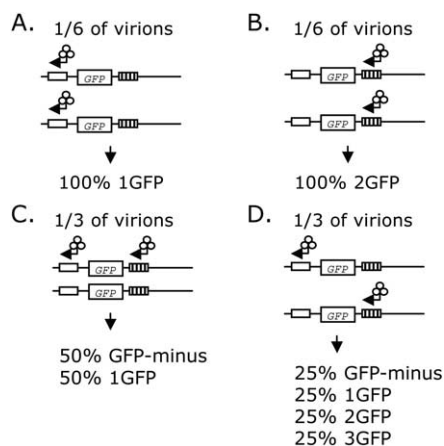 A. 1/6 of virions
GFP
GFP
100% 1GFP
B. 1/6 of virions
GFP
GFP
100% 2GFP
C. 1/3 of virions
GFP
GFP
50% GFP-minus
50% 1GFP
D. 1/3 of virions
GFP
GFP
25% GFP-minus
25% 1GFP
25% 2GFP
25% 3GFP